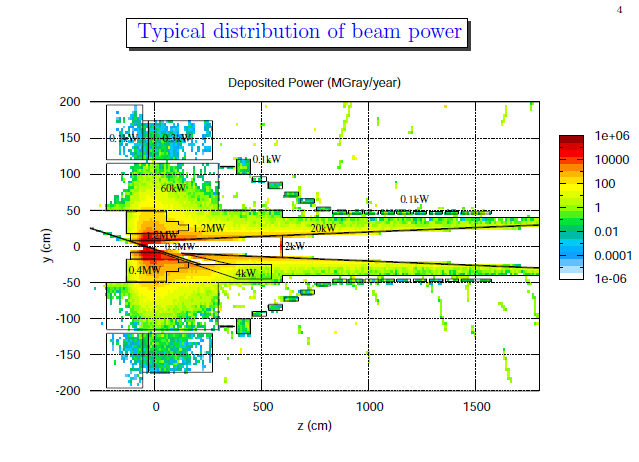 4
Typical distribution of beam power
Deposited Power (MGray/year)
200
150
100
50
0
-50
-100
-150
-200
y (cm)
0.1kW
60kW
1.2MW
0.3MW
0.4MW
4kW
2kW
20kW
0.1kW
0
500
1000
1500
z (cm)
1e+06
10000
100
1
0.01
0.0001
1e-06